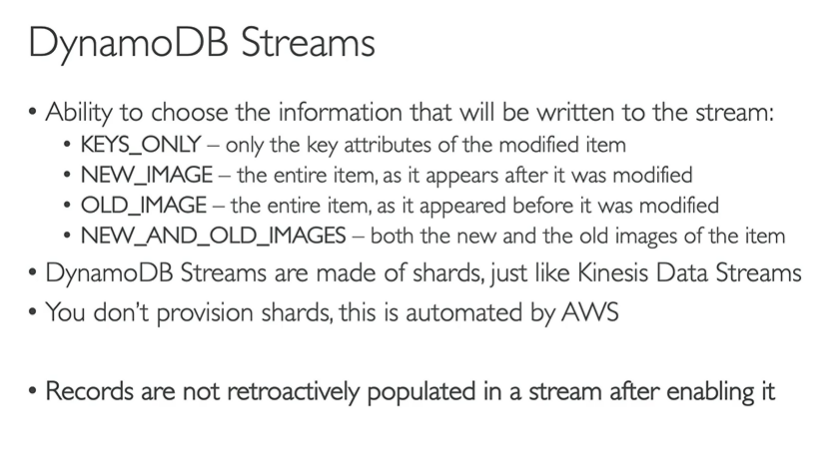 DynamoDB Streams
• Ability to choose the information that will be written to the stream:
• KEYS_ONLY – only the key attributes of the modified item
• NEW_IMAGE – the entire item, as it appears after it was modified
• OLD_IMAGE – the entire item, as it appeared before it was modified
• NEW_AND_OLD_IMAGES – both the new and the old images of the item
• DynamoDB Streams are made of shards, just like Kinesis Data Streams
• You don’t provision shards, this is automated by AWS
• Records are not retroactively populated in a stream after enabling it